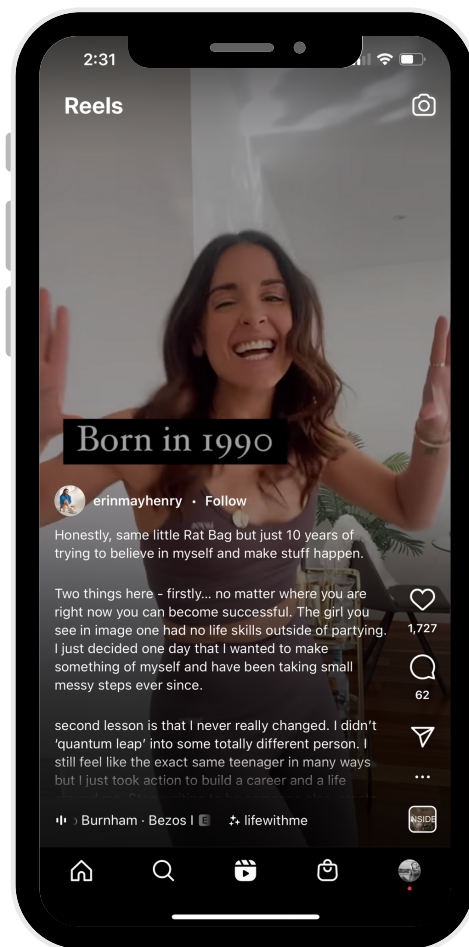 2:31
Reels
Born in 1990
erinmayhenry • Follow
Honestly, same little Rat Bag but just 10 years of
trying to believe in myself and make stuff happen.
Two things here - firstly... no matter where you are
right now you can become successful. The girl you
see in image one had no life skills outside of partying.
I just decided one day that I wanted to make
something of myself and have been taking small
messy steps ever since.
1,727
62
second lesson is that I never really changed. I didn't
'quantum leap' into some totally different person. I
still feel like the exact same teenager in many ways
but I just took action to build a career and a life
Burnham · Bezos I E
lifewithme
INSIDE